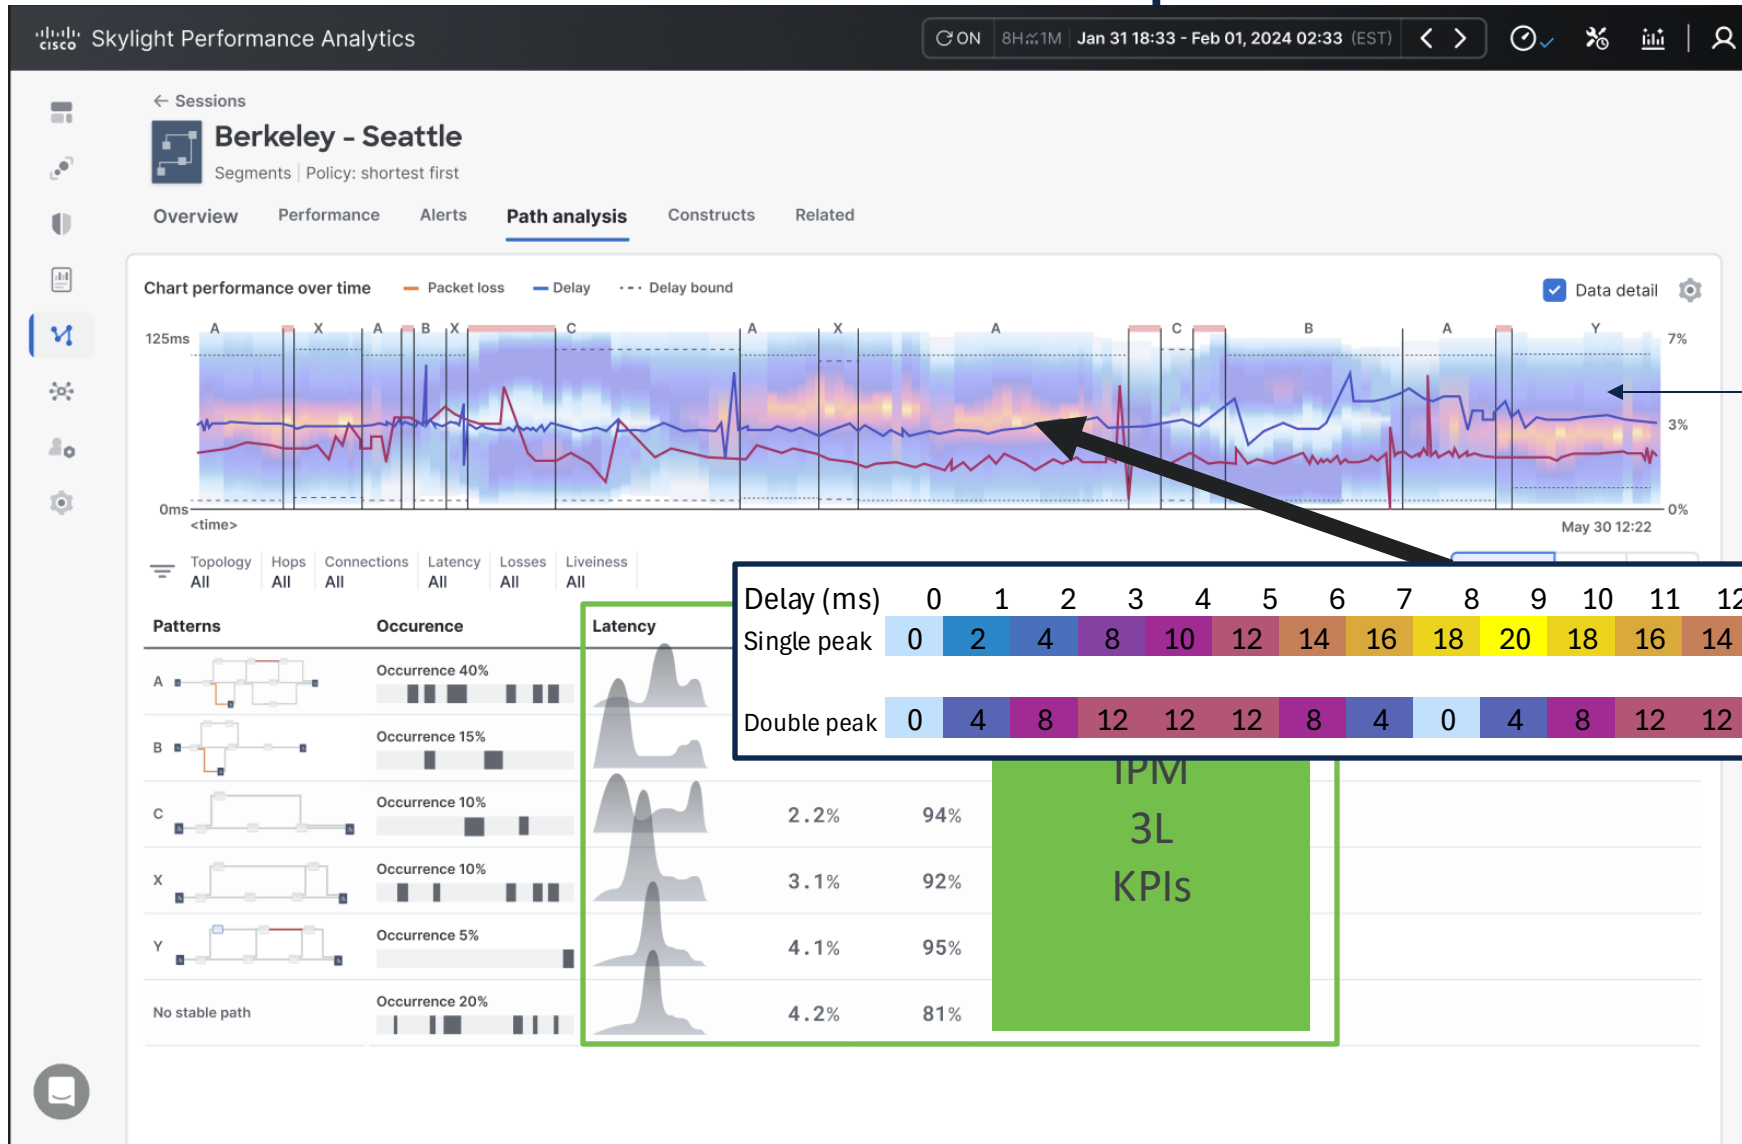 cisco Skylight Performance Analytics
ON 8H 1M Jan 31 18:33 - Feb 01, 2024 02:33 (EST)
← Sessions
Berkeley - Seattle
Segments | Policy: shortest first
Overview Performance Alerts Path analysis Constructs Related
Chart performance over time Packet loss Delay Delay bound Data detail
A X A B X C A X A C B A Y
125ms 7%
3%
0ms 0%
<time> May 30 12:22
Topology Hops Connections Latency Losses Liveiness
All All All All All All
Delay (ms) 0 1 2 3 4 5 6 7 8 9 10 11 12
Single peak 0 2 4 8 10 12 14 16 18 20 18 16 14
Double peak 0 4 8 12 12 12 8 4 0 4 8 12 12
Patterns Occurence Latency
A Occurrence 40%
B Occurrence 15%
C Occurrence 10% 2.2% 94%
X Occurrence 10% 3.1% 92%
Y Occurrence 5% 4.1% 95%
No stable path Occurrence 20% 4.2% 81%
IPM
3L
KPIs